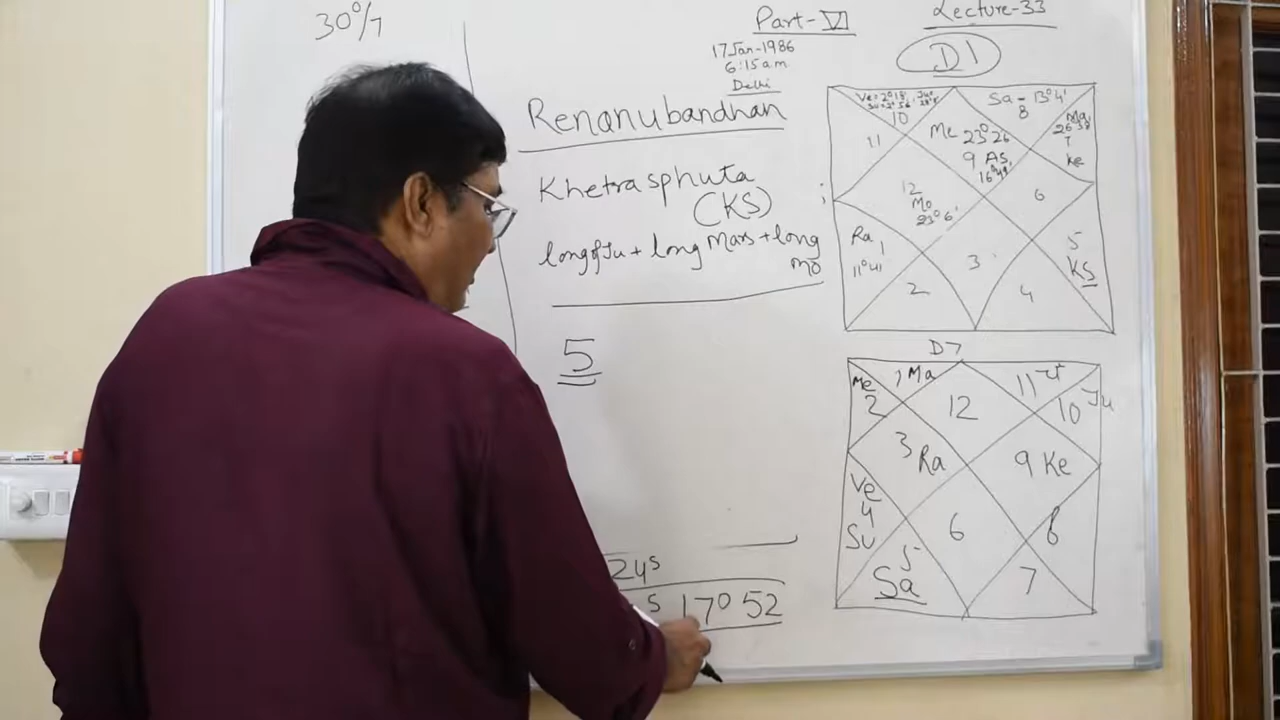 30°/7
Part-VI
Lecture-33
17 Jan-1986
6:15 a.m
Delhi
D1
Renanubandhan
Khetrasphuta
(KS)
long of Ju + long Mars + long
mo
5
24s
s 17° 52
10
Sa - 13°4'
8
Ma
7
Ke
11
Me 23° 26
9 As,
16°49
12
Mo
23°6'
6
Ra 1
11°41
5
KS
3
2
4
D7
Me
2
1 Ma
12
11
10 Ju
3 Ra
9 Ke
Ve
4
Su
6
8
5
Sa
7